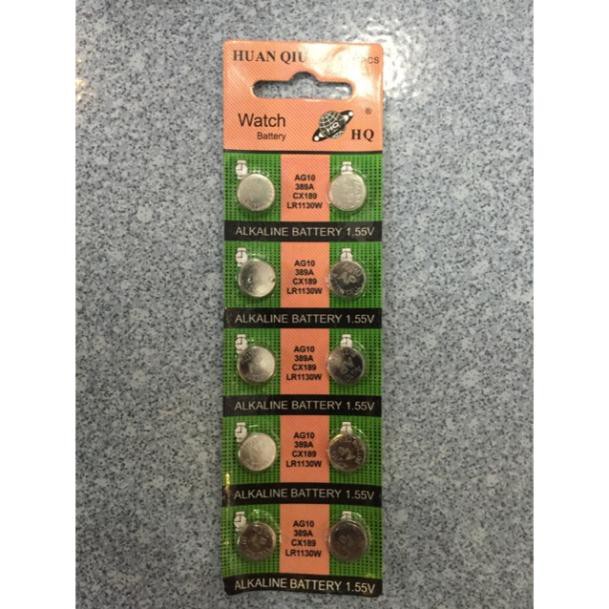 HUAN QIU
PCS
Watch
Battery
HQ
®
HQ
AG10
389A
CX189
LR1130W
ALKALINE BATTERY 1.55V
AG10
389A
CX189
LR1130W
ALKALINE BATTERY 1.55V
AG10
389A
CX189
LR1130W
ALKALINE BATTERY 1.55V
AG10
389A
CX189
LR1130W
ALKALINE BATTERY 1.55V
AG10
389A
CX189
LR1130W
ALKALINE BATTERY 1.55V